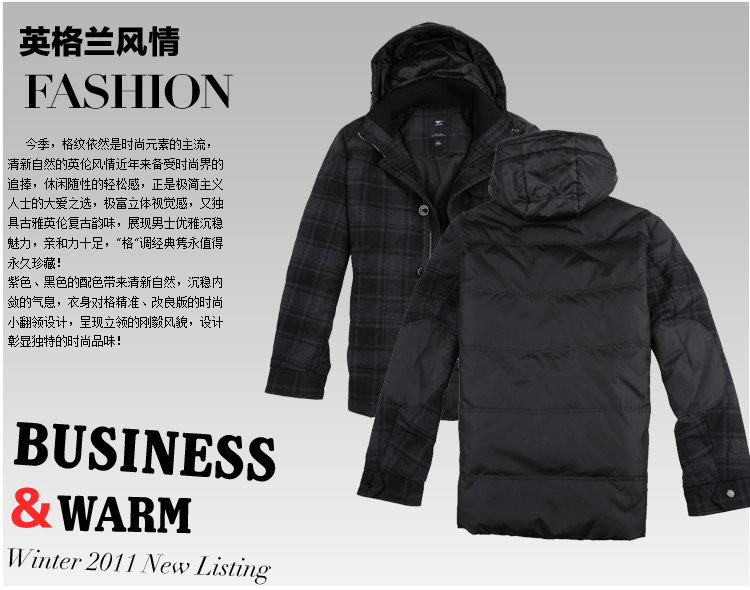 英格兰风情
FASHION
今季，格纹依然是时尚元素的主流，
清新自然的英伦风情近年来备受时尚界的
追捧，休闲随性的轻松感，正是极简主义
人士的大爱之选，极富立体视觉感，又独
具古雅英伦复古韵味，展现男士优雅沉稳
魅力，亲和力十足，“格”调经典隽永值得
永久珍藏！
紫色、黑色的配色带来清新自然，沉稳内
敛的气息，衣身对格精准、改良版的时尚
小翻领设计，呈现立领的刚毅风貌，设计
彰显独特的时尚品味！
BUSINESS
& WARM
Winter 2011 New Listing